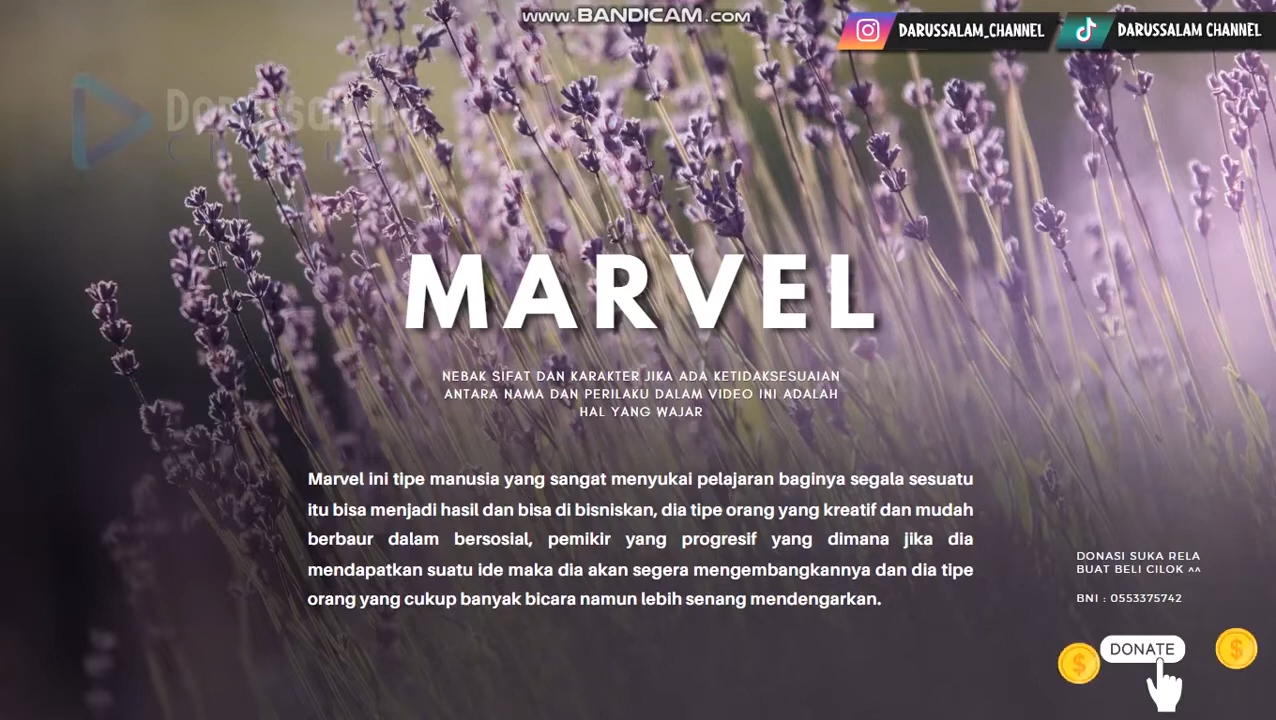 www.BANDICAM.com
DARUSSALAM_CHANNEL
DARUSSALAM CHANNEL
Darussalam
MARVEL
NEBAK SIFAT DAN KARAKTER JIKA ADA KETIDAKSESUAIAN
ANTARA NAMA DAN PERILAKU DALAM VIDEO INI ADALAH
HAL YANG WAJAR
Marvel ini tipe manusia yang sangat menyukai pelajaran baginya segala sesuatu
itu bisa menjadi hasil dan bisa di bisniskan, dia tipe orang yang kreatif dan mudah
berbaur dalam bersosial, pemikir yang progresif yang dimana jika dia
mendapatkan suatu ide maka dia akan segera mengembangkannya dan dia tipe
orang yang cukup banyak bicara namun lebih senang mendengarkan.
DONASI SUKA RELA
BUAT BELI CILOK ^^
BNI : 0553375742
DONATE